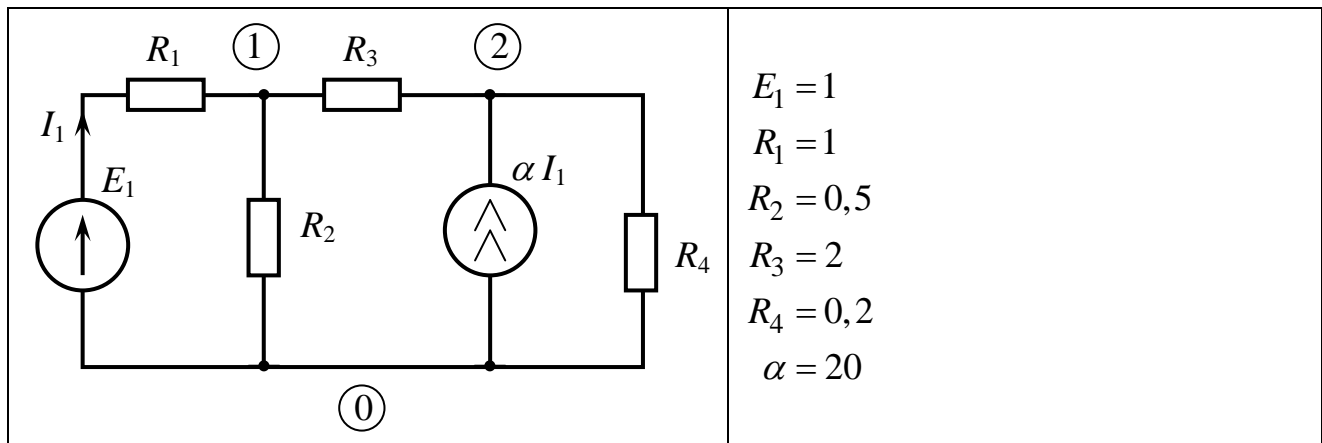 R₁ ① R₃ ②
I₁
E₁ α I₁
R₂ R₄
⓪
E₁ = 1
R₁ = 1
R₂ = 0,5
R₃ = 2
R₄ = 0,2
α = 20